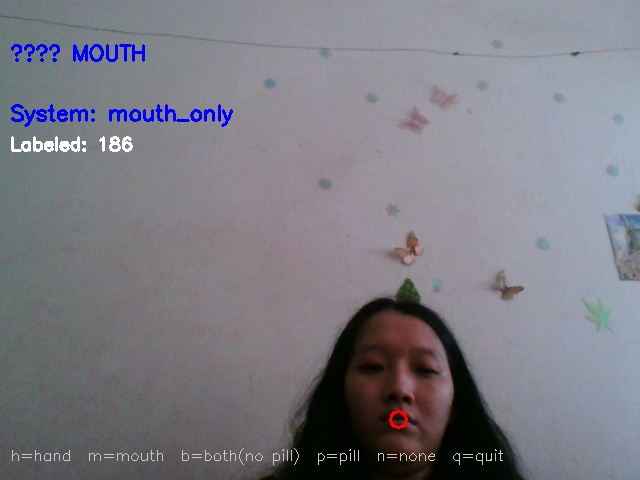 ???? MOUTH
System: mouth_only
Labeled: 186
h=hand m=mouth b=both(no pill) p=pill n=none q=quit